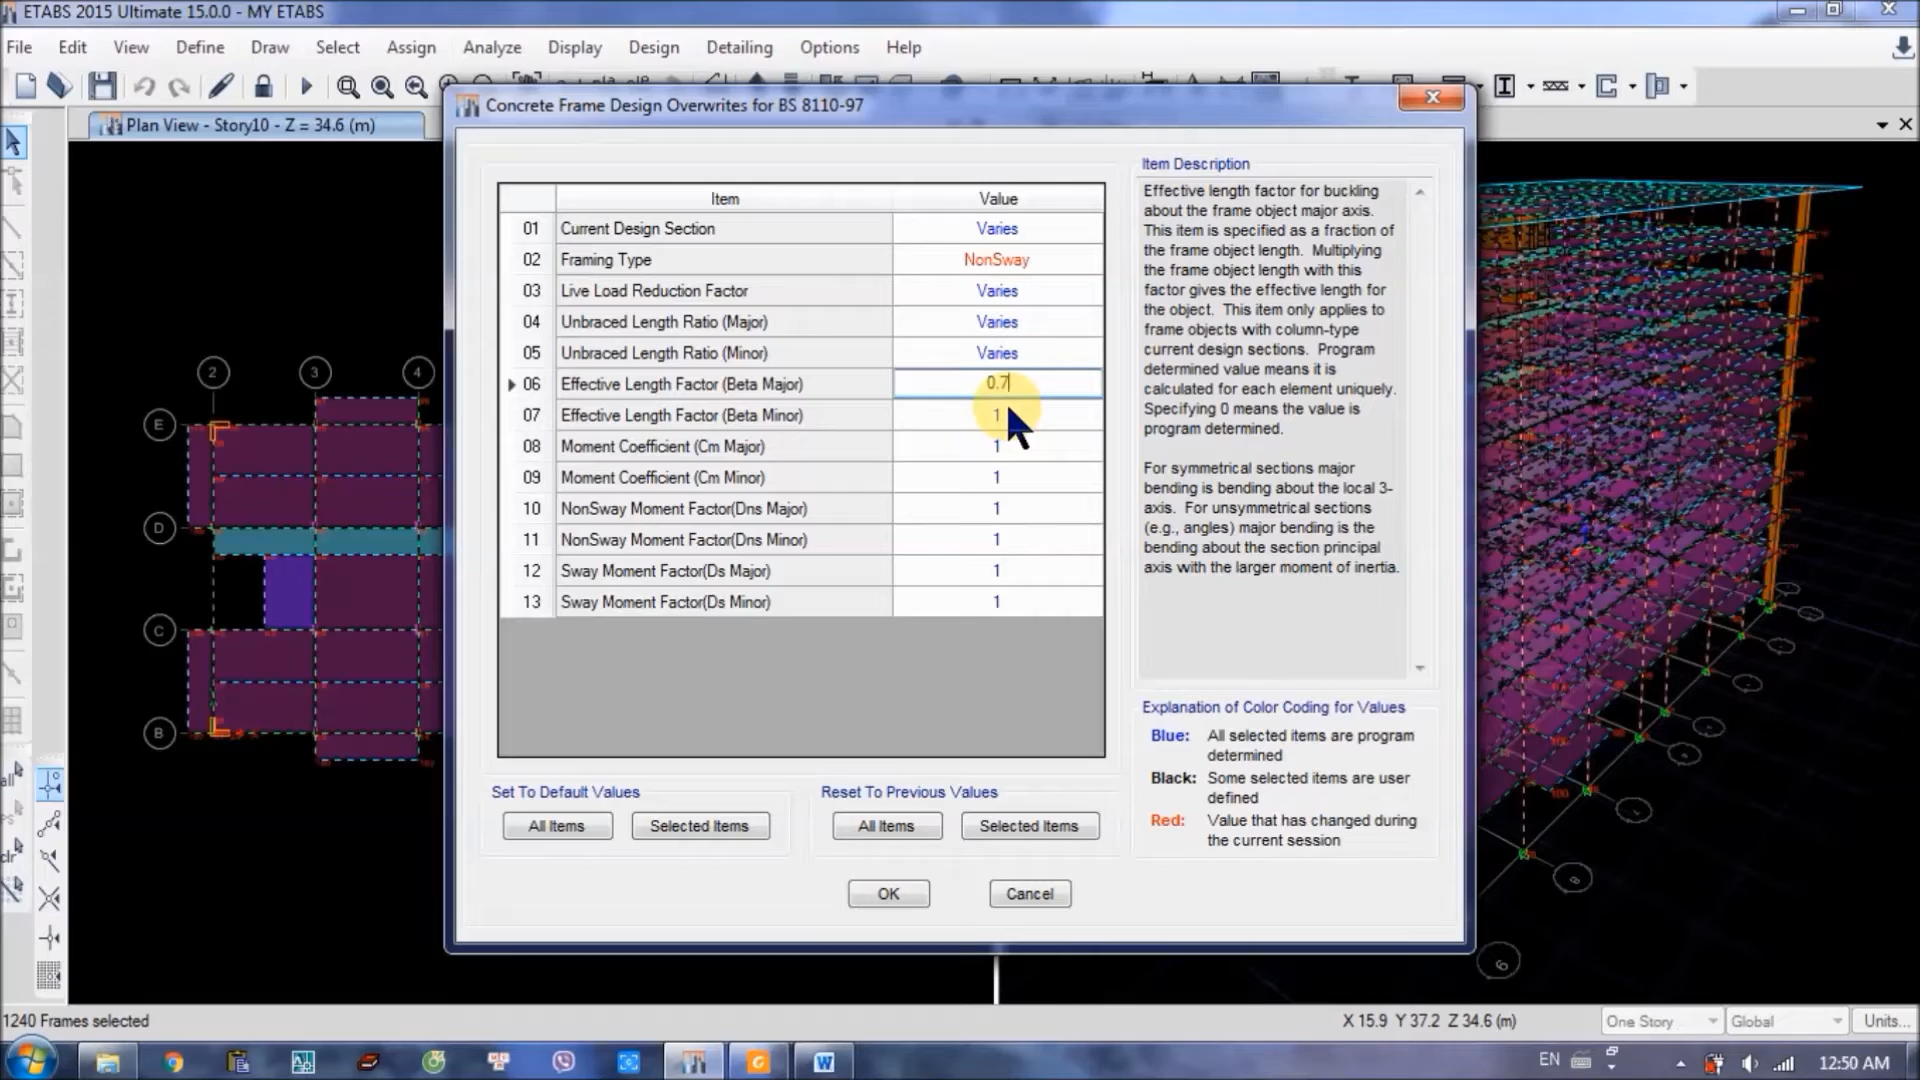 ETABS 2015 Ultimate 15.0.0 - MY ETABS
File Edit View Define Draw Select Assign Analyze Display Design Detailing Options Help
Plan View - Story10 - Z = 34.6 (m)
Concrete Frame Design Overwrites for BS 8110-97
Item Value
01 Current Design Section Varies
02 Framing Type NonSway
03 Live Load Reduction Factor Varies
04 Unbraced Length Ratio (Major) Varies
05 Unbraced Length Ratio (Minor) Varies
06 Effective Length Factor (Beta Major) 0.7
07 Effective Length Factor (Beta Minor) 1
08 Moment Coefficient (Cm Major) 1
09 Moment Coefficient (Cm Minor) 1
10 NonSway Moment Factor(Dns Major) 1
11 NonSway Moment Factor(Dns Minor) 1
12 Sway Moment Factor(Ds Major) 1
13 Sway Moment Factor(Ds Minor) 1
Item Description
Effective length factor for buckling
about the frame object major axis.
This item is specified as a fraction of
the frame object length. Multiplying
the frame object length with this
factor gives the effective length for
the object. This item only applies to
frame objects with column-type
current design sections. Program
determined value means it is
calculated for each element uniquely.
Specifying 0 means the value is
program determined.
For symmetrical sections major
bending is bending about the local 3-
axis. For unsymmetrical sections
(e.g., angles) major bending is the
bending about the section principal
axis with the larger moment of inertia.
Explanation of Color Coding for Values
Blue: All selected items are program
determined
Black: Some selected items are user
defined
Red: Value that has changed during
the current session
Set To Default Values
All Items Selected Items
Reset To Previous Values
All Items Selected Items
OK Cancel
2 3 4
E
D
C
B
all
clr
8
9
1240 Frames selected
X 15.9 Y 37.2 Z 34.6 (m)
One Story Global Units...
EN 12:50 AM